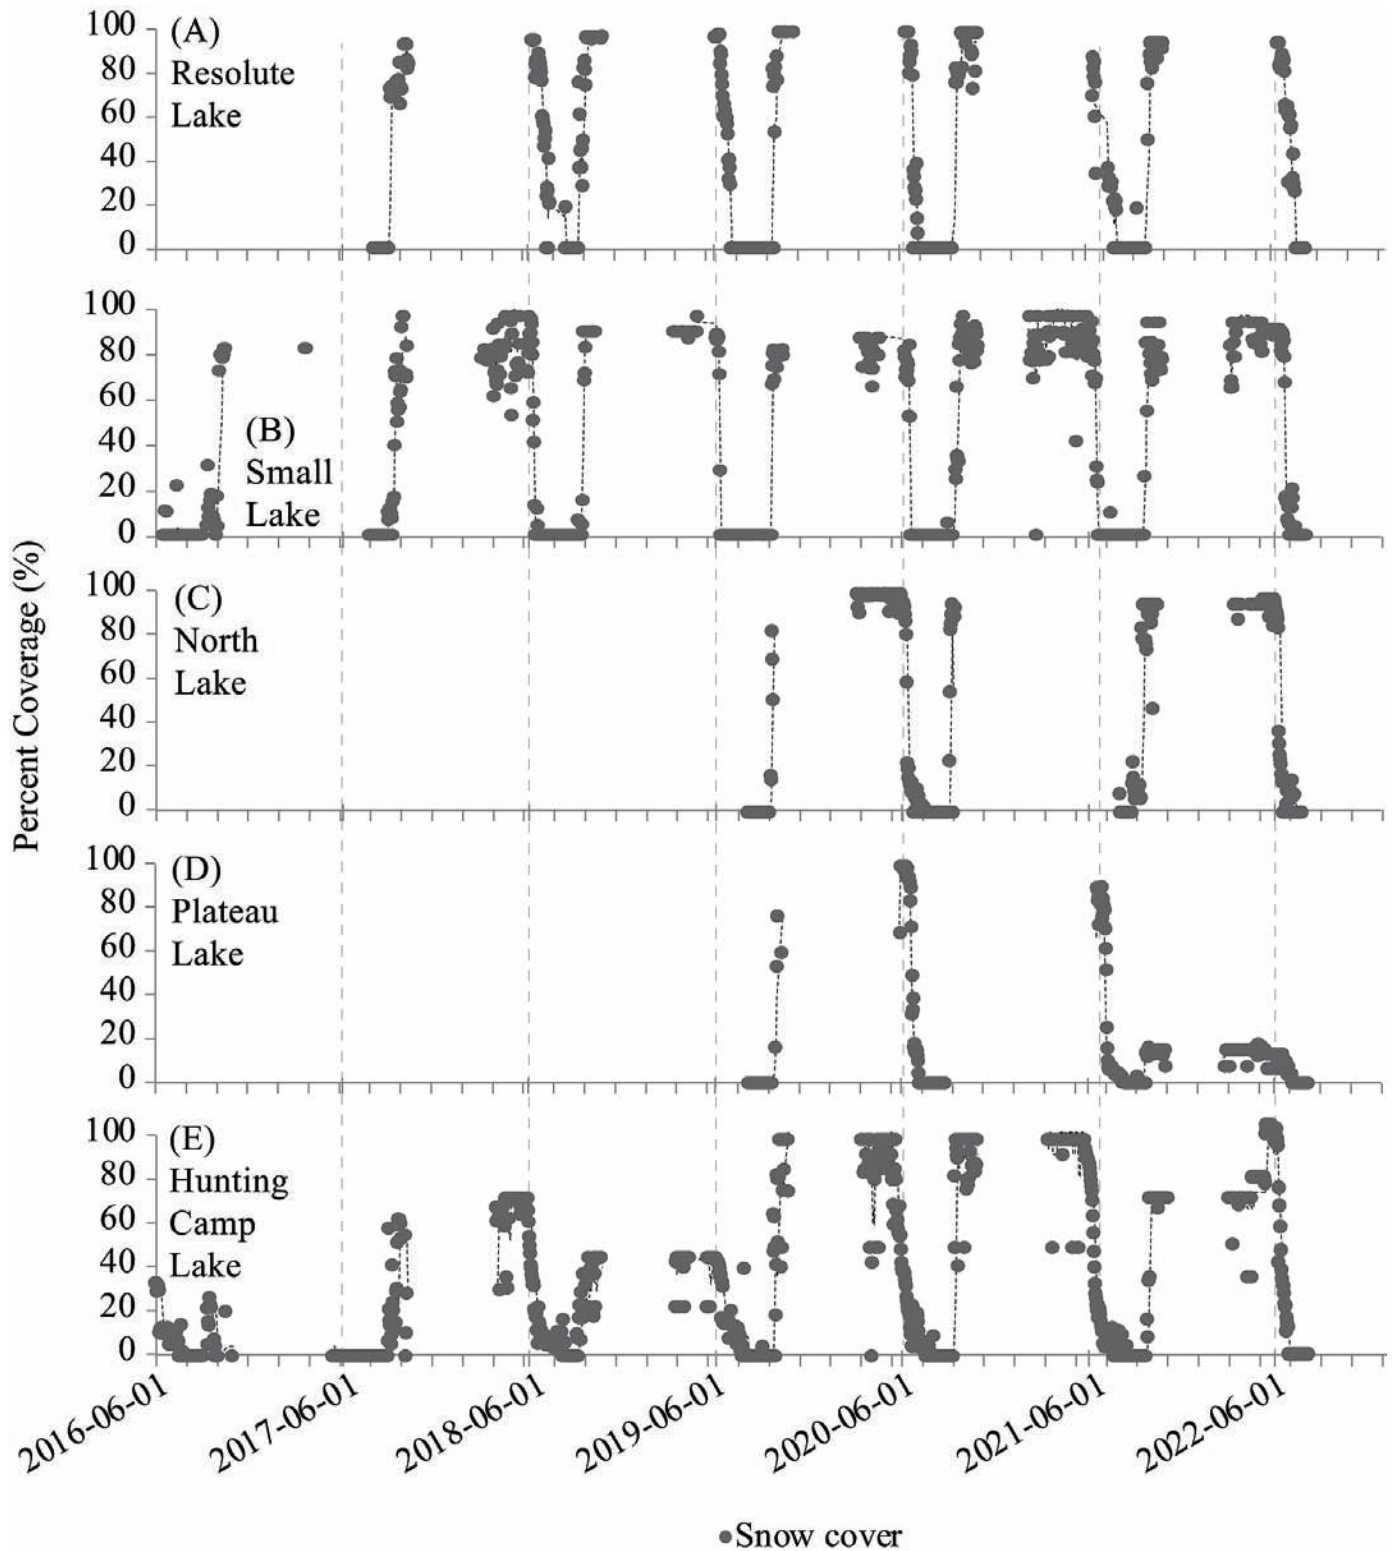 Percent Coverage (%)
100
80
60
40
20
0
(A)
Resolute
Lake
100
80
60
40
20
0
(B)
Small
Lake
100
80
60
40
20
0
(C)
North
Lake
100
80
60
40
20
0
(D)
Plateau
Lake
100
80
60
40
20
0
(E)
Hunting
Camp
Lake
2016-06-01
2017-06-01
2018-06-01
2019-06-01
2020-06-01
2021-06-01
2022-06-01
Snow cover